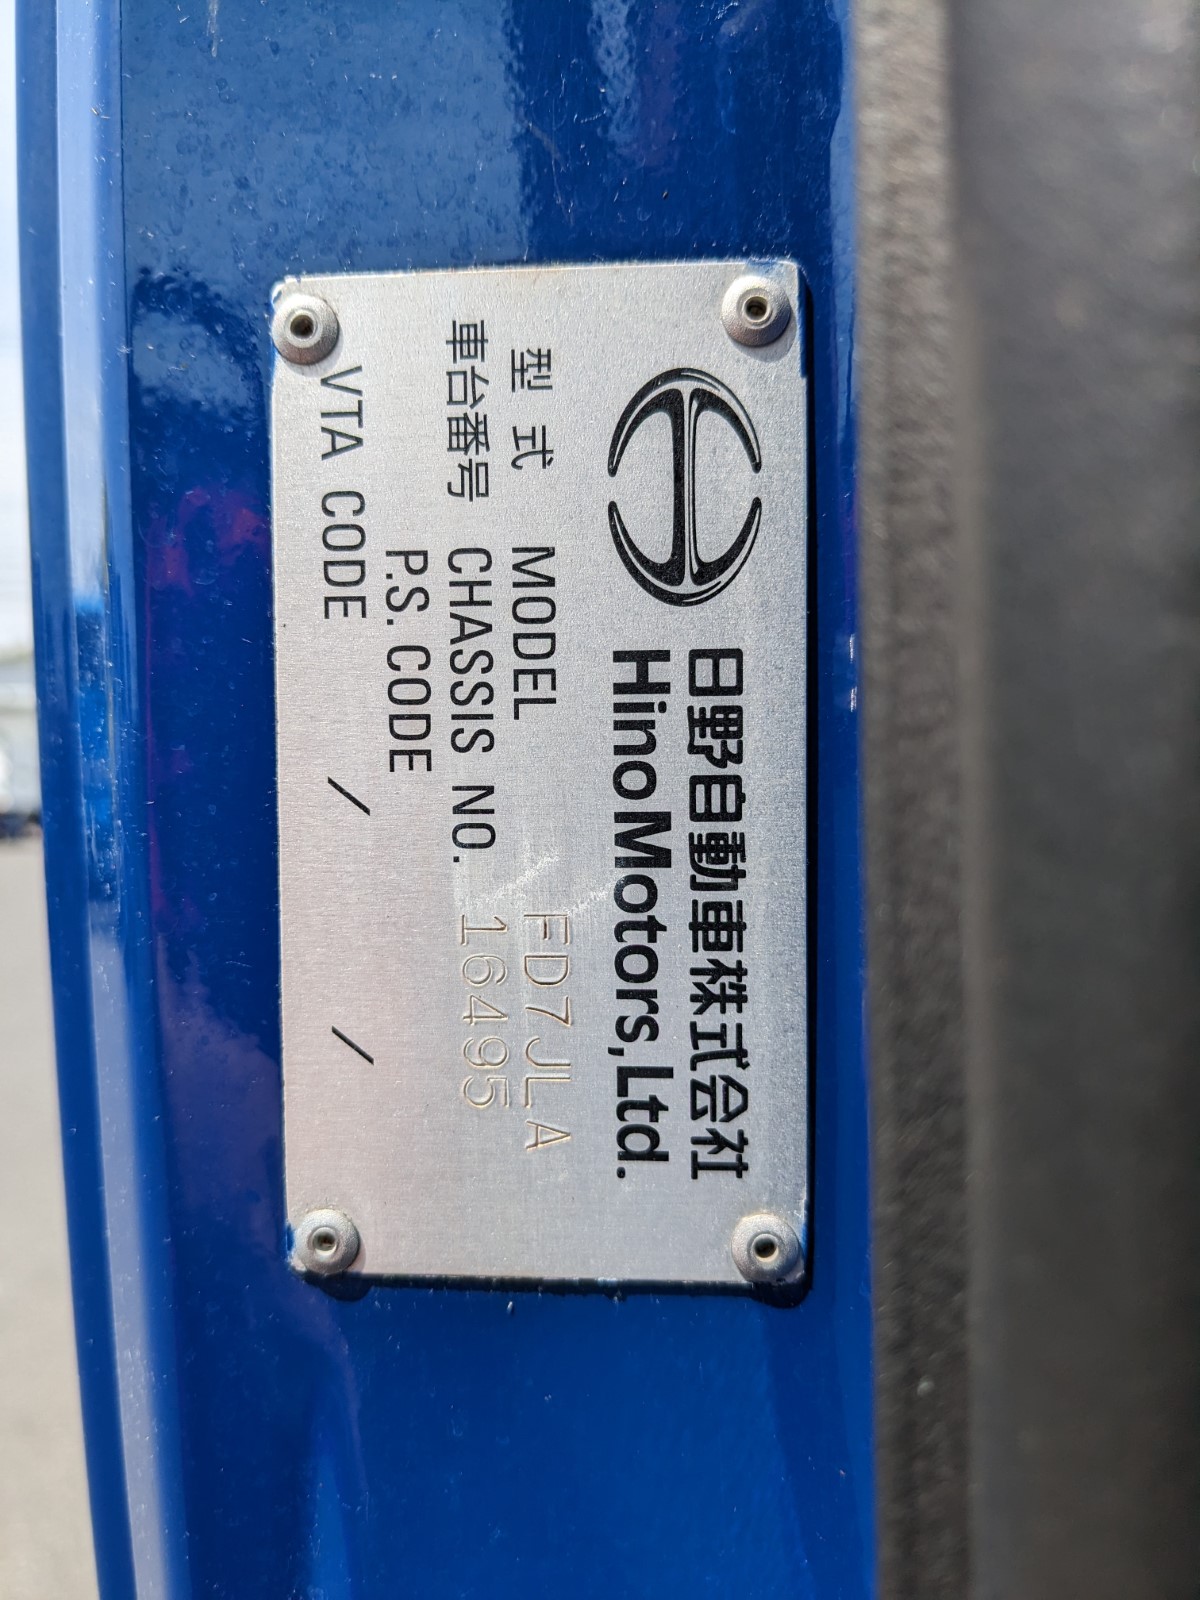 日野自動車株式会社
Hino Motors, Ltd.
型式 MODEL FD7JLA
車台番号 CHASSIS NO. 16495
P.S. CODE
VTA CODE / /